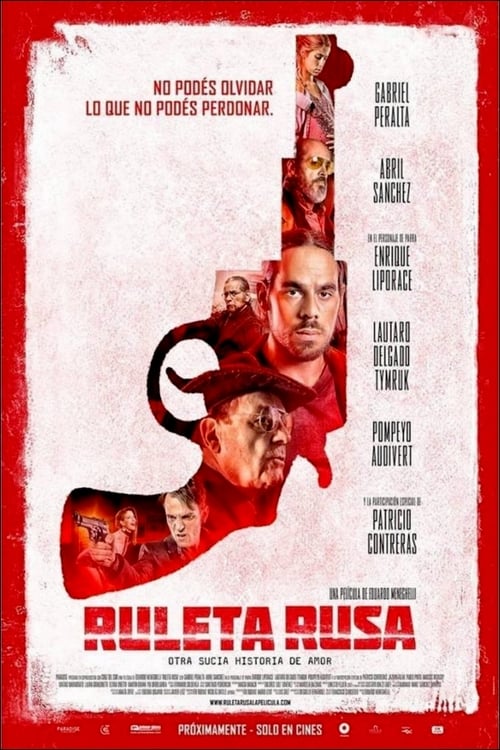 NO PODÉS OLVIDAR
LO QUE NO PODÉS PERDONAR.
GABRIEL
PERALTA
ABRIL
SANCHEZ
EN EL PERSONAJE DE PARRA
ENRIQUE
LIPORACE
LAUTARO
DELGADO
TYMRUK
POMPEYO
AUDIVERT
Y LA PARTICIPACIÓN ESPECIAL DE
PATRICIO
CONTRERAS
UNA PELÍCULA DE EDUARDO MENEGHELLI
RULETA RUSA
OTRA SUCIA HISTORIA DE AMOR
WWW.RULETARUSALAPELICULA.COM
PRÓXIMAMENTE - SOLO EN CINES